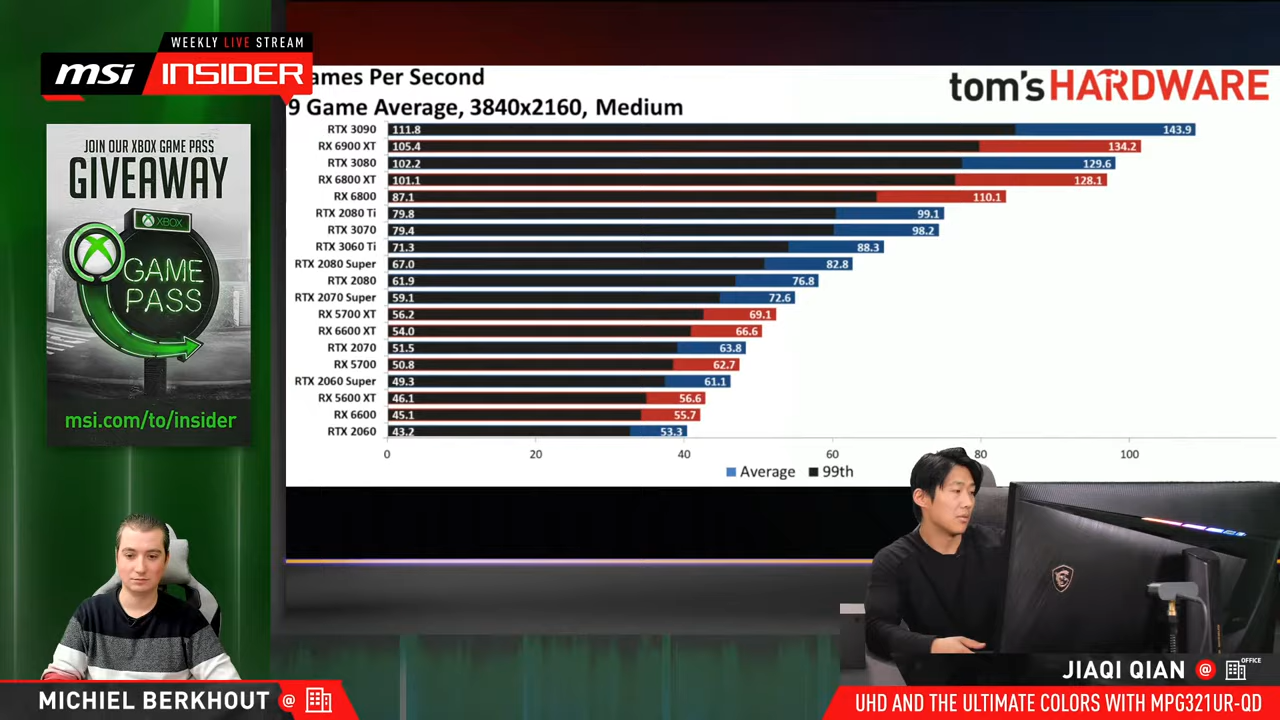 WEEKLY LIVE STREAM
msi INSIDER
JOIN OUR XBOX GAME PASS
GIVEAWAY
XBOX
GAME
PASS
msi.com/to/insider
ames Per Second
9 Game Average, 3840x2160, Medium
tom's HARDWARE
RTX 3090 111.8 143.9
RX 6900 XT 105.4 134.2
RTX 3080 102.2 129.6
RX 6800 XT 101.1 128.1
RX 6800 87.1 110.1
RTX 2080 Ti 79.8 99.1
RTX 3070 79.4 98.2
RTX 3060 Ti 71.3 88.3
RTX 2080 Super 67.0 82.8
RTX 2080 61.9 76.8
RTX 2070 Super 59.1 72.6
RX 5700 XT 56.2 69.1
RX 6600 XT 54.0 66.6
RTX 2070 51.5 63.8
RX 5700 50.8 62.7
RTX 2060 Super 49.3 61.1
RX 5600 XT 46.1 56.6
RX 6600 45.1 55.7
RTX 2060 43.2 53.3
0 20 40 60 80 100
Average 99th
MICHIEL BERKHOUT @
JIAQI QIAN @ OFFICE
UHD AND THE ULTIMATE COLORS WITH MPG321UR-QD